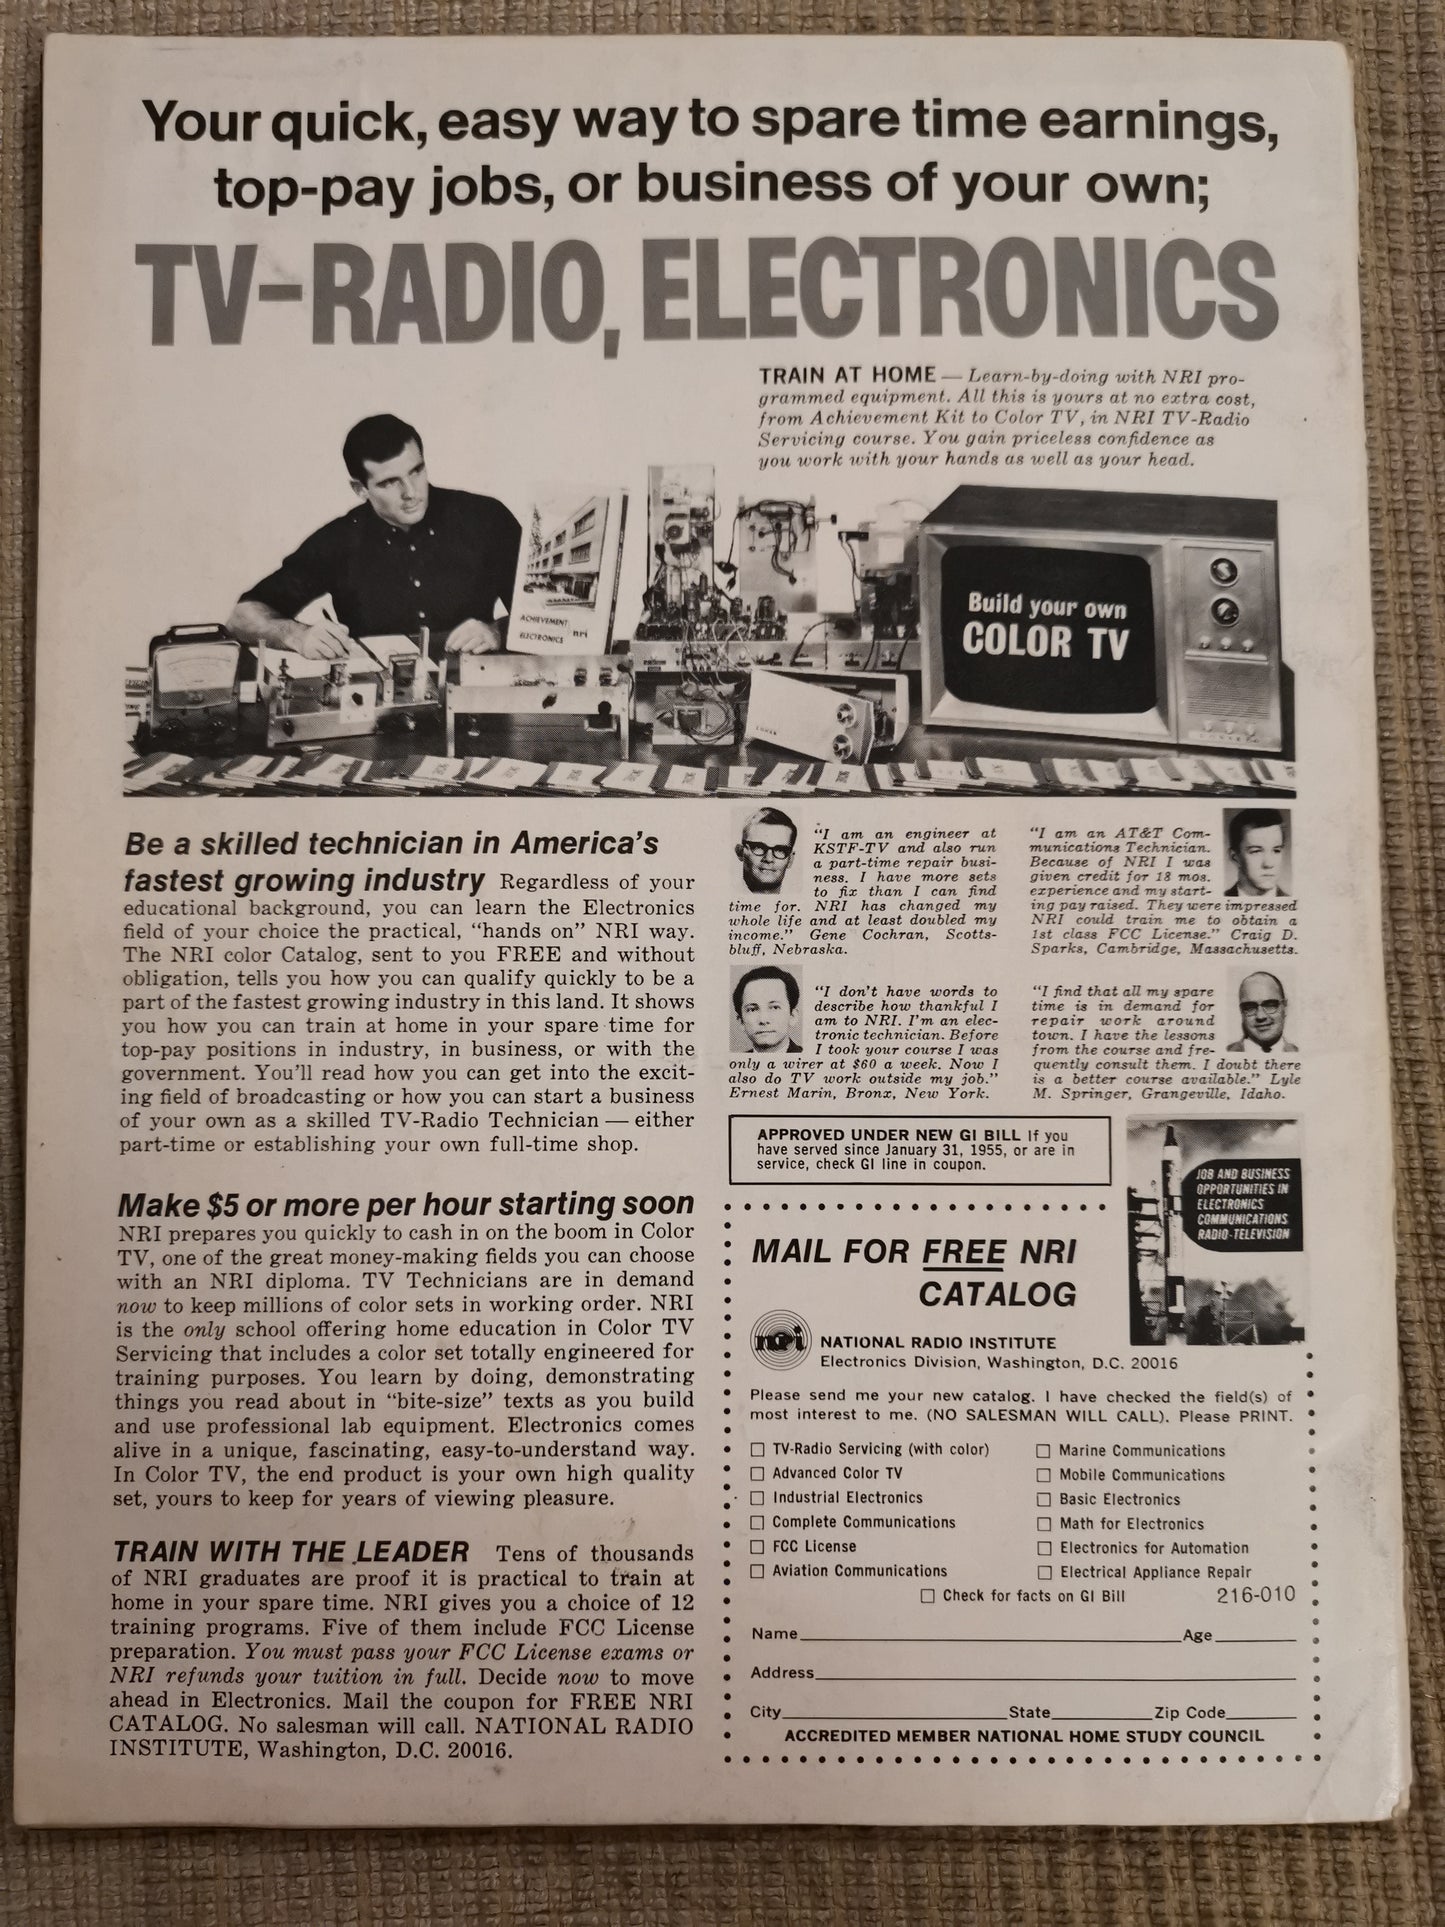 Your quick, easy way to spare time earnings,
top-pay jobs, or business of your own;
TV-RADIO, ELECTRONICS
TRAIN AT HOME — Learn-by-doing with NRI pro-
grammed equipment. All this is yours at no extra cost,
from Achievement Kit to Color TV, in NRI TV-Radio
Servicing course. You gain priceless confidence as
you work with your hands as well as your head.
ACHIEVEMENT:
ELECTRONICS nri
Build your own
COLOR TV
Be a skilled technician in America's
fastest growing industry Regardless of your
educational background, you can learn the Electronics
field of your choice the practical, "hands on" NRI way.
The NRI color Catalog, sent to you FREE and without
obligation, tells you how you can qualify quickly to be a
part of the fastest growing industry in this land. It shows
you how you can train at home in your spare time for
top-pay positions in industry, in business, or with the
government. You'll read how you can get into the excit-
ing field of broadcasting or how you can start a business
of your own as a skilled TV-Radio Technician — either
part-time or establishing your own full-time shop.
Make $5 or more per hour starting soon
NRI prepares you quickly to cash in on the boom in Color
TV, one of the great money-making fields you can choose
with an NRI diploma. TV Technicians are in demand
now to keep millions of color sets in working order. NRI
is the only school offering home education in Color TV
Servicing that includes a color set totally engineered for
training purposes. You learn by doing, demonstrating
things you read about in "bite-size" texts as you build
and use professional lab equipment. Electronics comes
alive in a unique, fascinating, easy-to-understand way.
In Color TV, the end product is your own high quality
set, yours to keep for years of viewing pleasure.
TRAIN WITH THE LEADER Tens of thousands
of NRI graduates are proof it is practical to train at
home in your spare time. NRI gives you a choice of 12
training programs. Five of them include FCC License
preparation. You must pass your FCC License exams or
NRI refunds your tuition in full. Decide now to move
ahead in Electronics. Mail the coupon for FREE NRI
CATALOG. No salesman will call. NATIONAL RADIO
INSTITUTE, Washington, D.C. 20016.
"I am an engineer at
KSTF-TV and also run
a part-time repair busi-
ness. I have more sets
to fix than I can find
time for. NRI has changed my
whole life and at least doubled my
income." Gene Cochran, Scotts-
bluff, Nebraska.
"I am an AT&T Com-
munications Technician.
Because of NRI I was
given credit for 18 mos.
experience and my start-
ing pay raised. They were impressed
NRI could train me to obtain a
1st class FCC License." Craig D.
Sparks, Cambridge, Massachusetts.
"I don't have words to
describe how thankful I
am to NRI. I'm an elec-
tronic technician. Before
I took your course I was
only a wirer at $60 a week. Now I
also do TV work outside my job."
Ernest Marin, Bronx, New York.
"I find that all my spare
time is in demand for
repair work around
town. I have the lessons
from the course and fre-
quently consult them. I doubt there
is a better course available." Lyle
M. Springer, Grangeville, Idaho.
APPROVED UNDER NEW GI BILL If you
have served since January 31, 1955, or are in
service, check GI line in coupon.
JOB AND BUSINESS
OPPORTUNITIES IN
ELECTRONICS
COMMUNICATIONS
RADIO-TELEVISION
MAIL FOR FREE NRI
CATALOG
nri
NATIONAL RADIO INSTITUTE
Electronics Division, Washington, D.C. 20016
Please send me your new catalog. I have checked the field(s) of
most interest to me. (NO SALESMAN WILL CALL). Please PRINT.
☐ TV-Radio Servicing (with color)
☐ Advanced Color TV
☐ Industrial Electronics
☐ Complete Communications
☐ FCC License
☐ Aviation Communications
☐ Marine Communications
☐ Mobile Communications
☐ Basic Electronics
☐ Math for Electronics
☐ Electronics for Automation
☐ Electrical Appliance Repair
☐ Check for facts on GI Bill 216-010
Name Age
Address
City State Zip Code
ACCREDITED MEMBER NATIONAL HOME STUDY COUNCIL